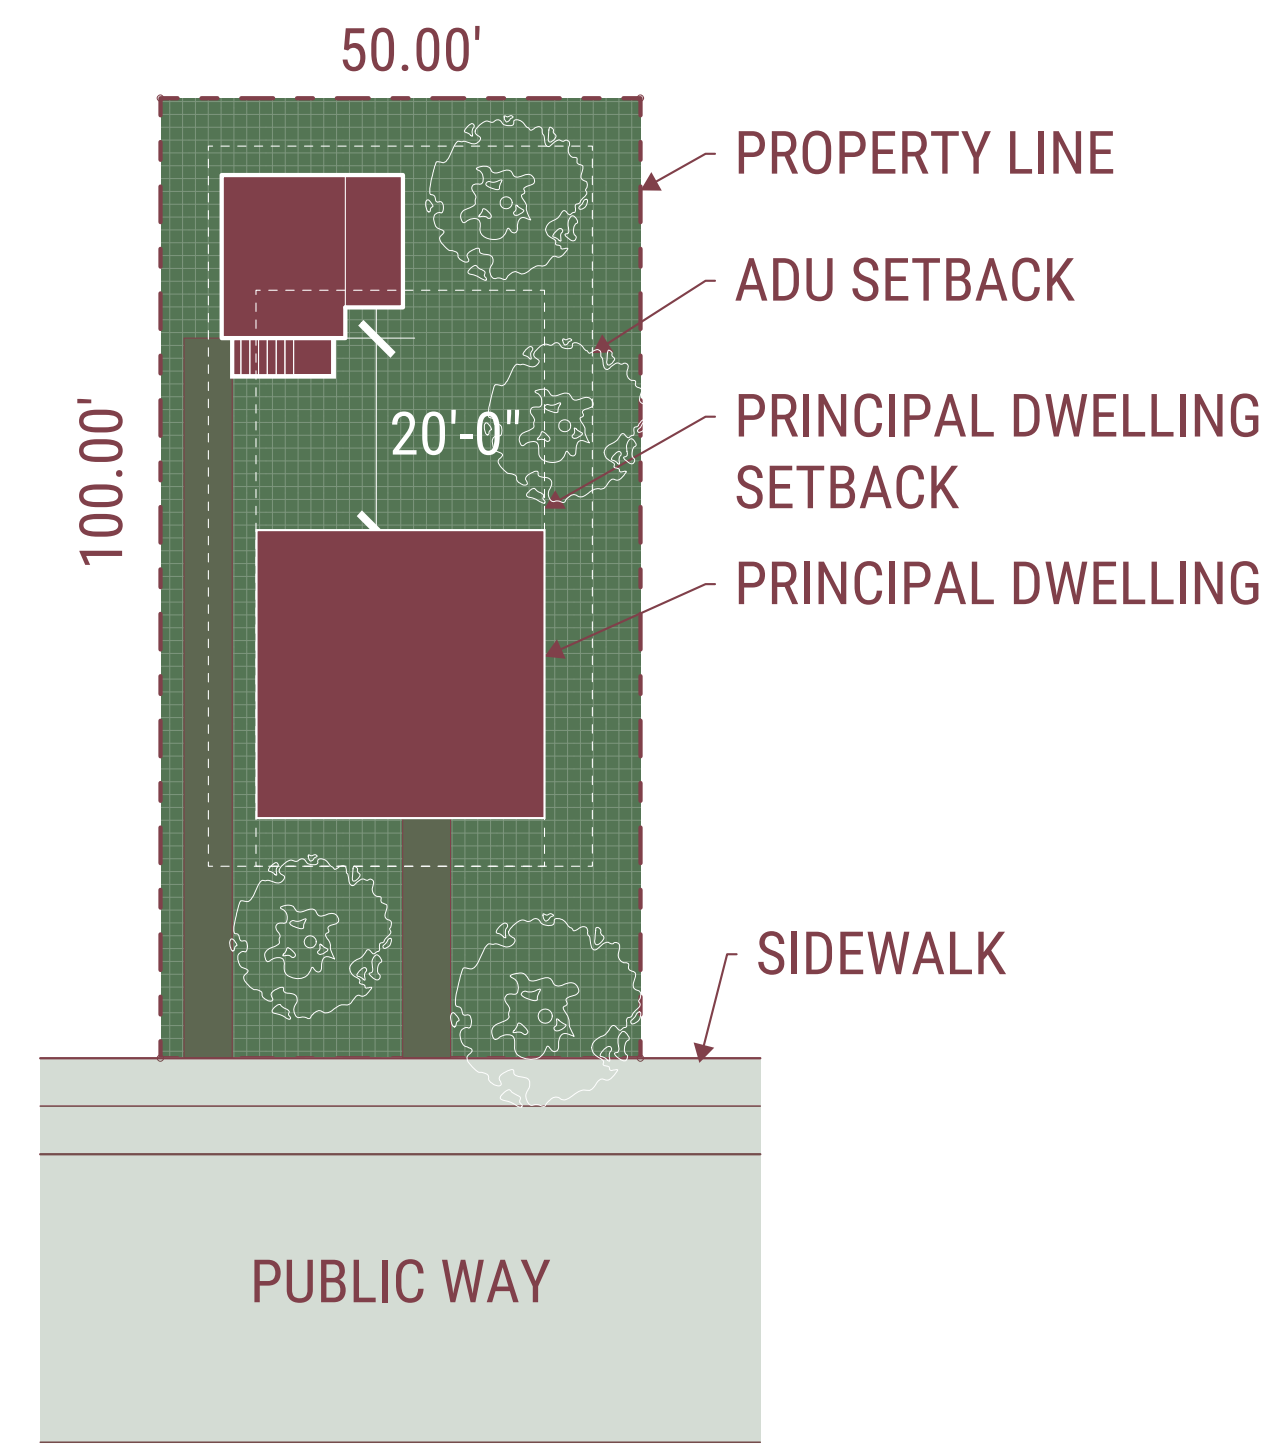 50.00'
PROPERTY LINE
ADU SETBACK
PRINCIPAL DWELLING
SETBACK
100.00'
20'-0"
PRINCIPAL DWELLING
SIDEWALK
PUBLIC WAY